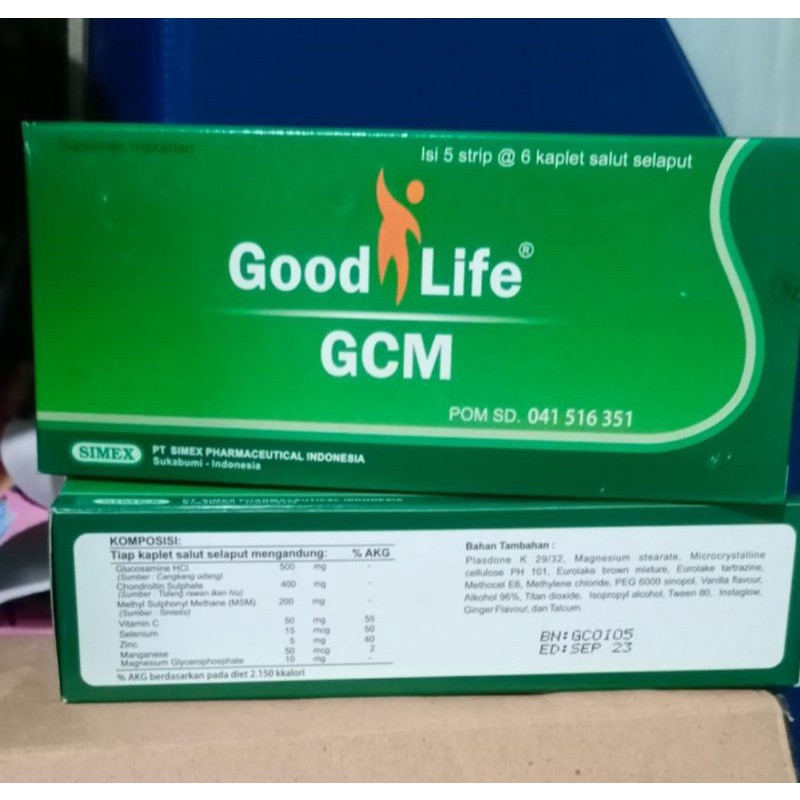 Suplemen makanan
Isi 5 strip @ 6 kaplet salut selaput
Good Life®
GCM
POM SD. 041 516 351
SIMEX PT SIMEX PHARMACEUTICAL INDONESIA
Sukabumi - Indonesia
KOMPOSISI:
Tiap kaplet salut selaput mengandung: % AKG
Glucosamine HCl 500 mg -
(Sumber : Cangkang udang)
Chondroitin Sulphate 400 mg -
(Sumber : Tulang rawan ikan hiu)
Methyl Sulphonyl Methane (MSM) 200 mg -
(Sumber : Sintetis)
Vitamin C 50 mg 55
Selenium 15 mcg 50
Zinc 5 mg 40
Manganese 50 mcg 2
Magnesium Glycerophosphate 10 mg -
% AKG berdasarkan pada diet 2.150 kkalori
Bahan Tambahan :
Plasdone K 29/32, Magnesium stearate, Microcrystalline
cellulose PH 101, Eurolake brown mixture, Eurolake tartrazine,
Methocel E6, Methylene chloride, PEG 6000 sinopol, Vanilla flavour,
Alkohol 96%, Titan dioxide, Isopropyl alcohol, Tween 80, Instaglow,
Ginger Flavour, dan Talcum.
BN:GC0105
ED:SEP 23